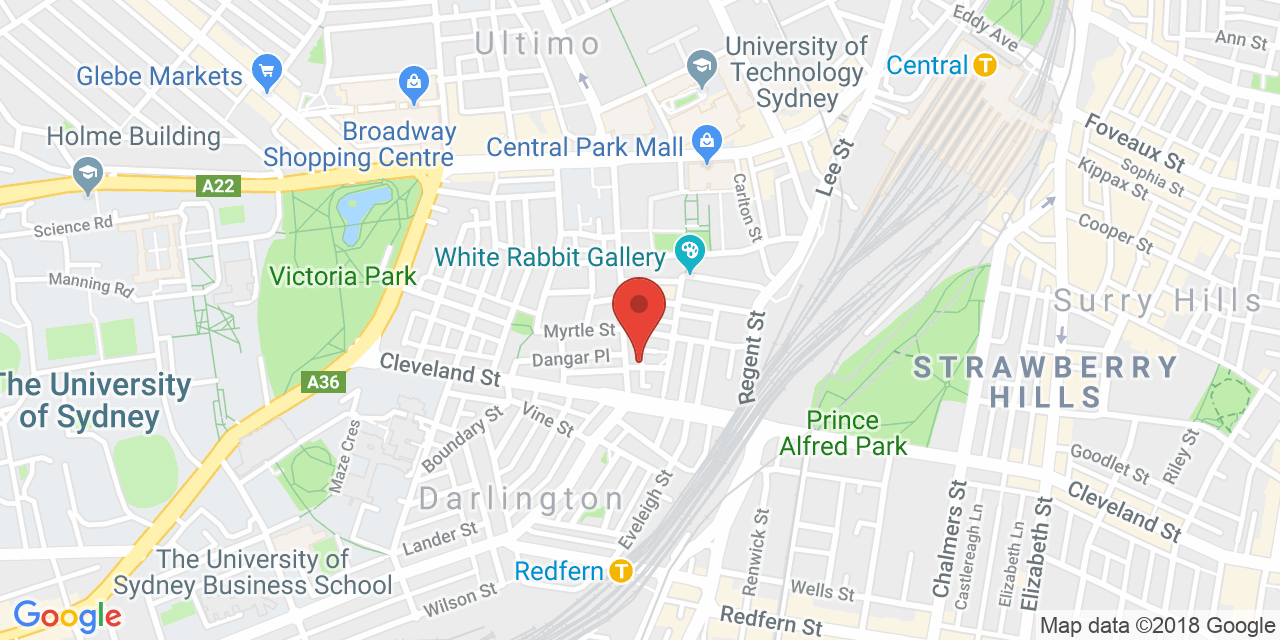 Eddy Ave
Ann St
Ultimo
University of
Technology
Sydney
Central
T
Glebe Markets
Holme Building
Broadway
Shopping Centre
Central Park Mall
Foveaux St
Sophia St
Kippax St
Lee St
A22
Carlton St
Science Rd
Cooper St
White Rabbit Gallery
Victoria Park
Manning Rd
Surry Hills
Myrtle St
Dangar Pl
Regent St
Cleveland St
STRAWBERRY
HILLS
A36
The University
of Sydney
Prince
Alfred Park
Vine St
Boundary St
Maze Cres
Goodlet St
Riley St
Darlington
Cleveland St
Chalmers St
Castlereagh Ln
Elizabeth Ln
Elizabeth St
Eveleigh St
Lander St
Renwick St
The University of
Sydney Business School
Redfern
T
Wilson St
Wells St
Redfern St
Google
Map data ©2018 Google